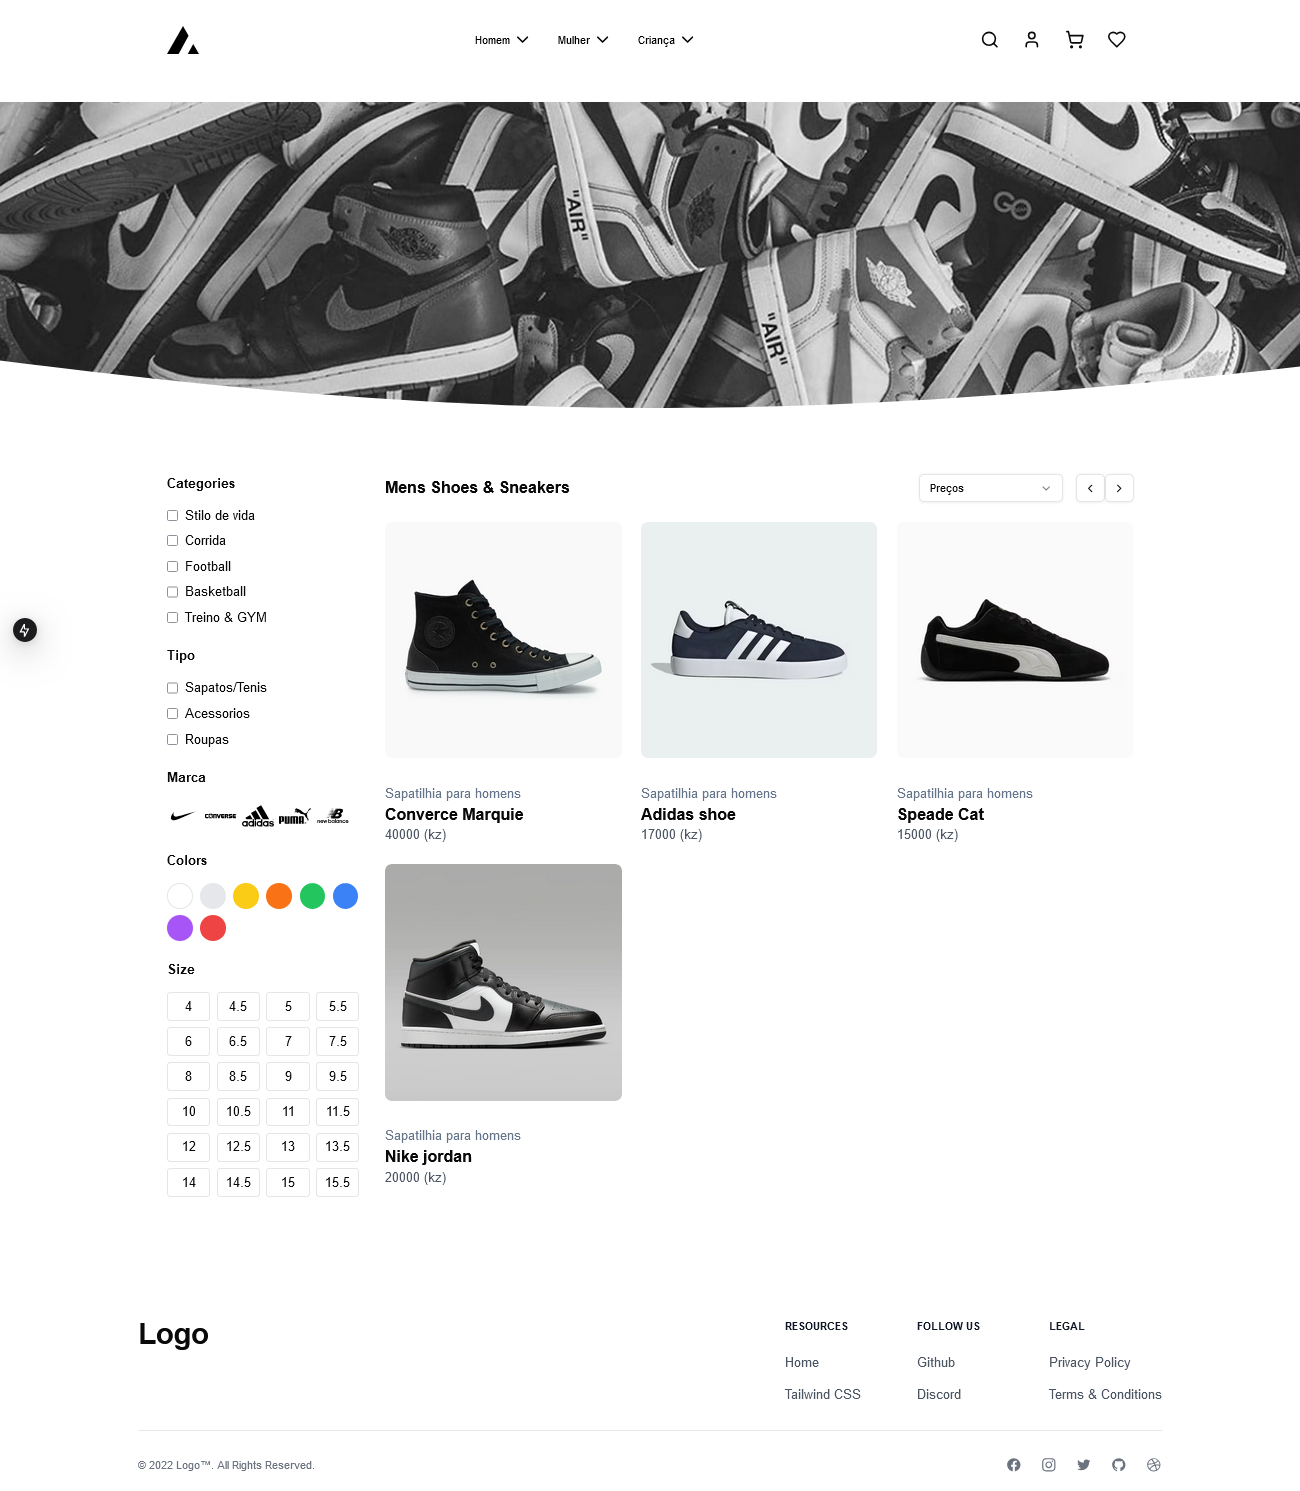 Homem
Mulher
Criança
"AIR"
"AIR"
Categories
Stilo de vida
Corrida
Football
Basketball
Treino & GYM
Tipo
Sapatos/Tenis
Acessorios
Roupas
Marca
CONVERSE
adidas
PUMA
new balance
Colors
Size
4 4.5 5 5.5
6 6.5 7 7.5
8 8.5 9 9.5
10 10.5 11 11.5
12 12.5 13 13.5
14 14.5 15 15.5
Mens Shoes & Sneakers
Preços
Sapatilhia para homens
Converce Marquie
40000 (kz)
Sapatilhia para homens
Adidas shoe
17000 (kz)
Sapatilhia para homens
Speade Cat
15000 (kz)
Sapatilhia para homens
Nike jordan
20000 (kz)
Logo
RESOURCES
Home
Tailwind CSS
FOLLOW US
Github
Discord
LEGAL
Privacy Policy
Terms & Conditions
© 2022 Logo™. All Rights Reserved.